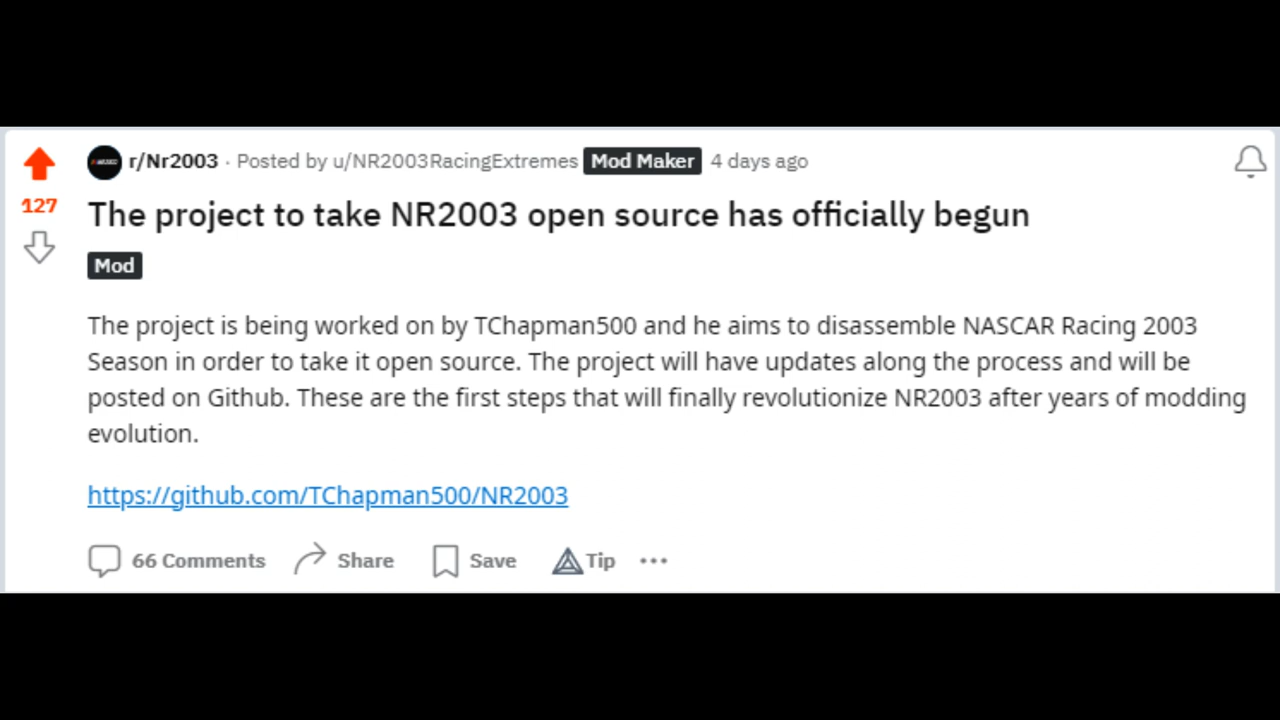 r/Nr2003 · Posted by u/NR2003RacingExtremes Mod Maker 4 days ago
127
The project to take NR2003 open source has officially begun
Mod
The project is being worked on by TChapman500 and he aims to disassemble NASCAR Racing 2003
Season in order to take it open source. The project will have updates along the process and will be
posted on Github. These are the first steps that will finally revolutionize NR2003 after years of modding
evolution.
https://github.com/TChapman500/NR2003
66 Comments Share Save Tip